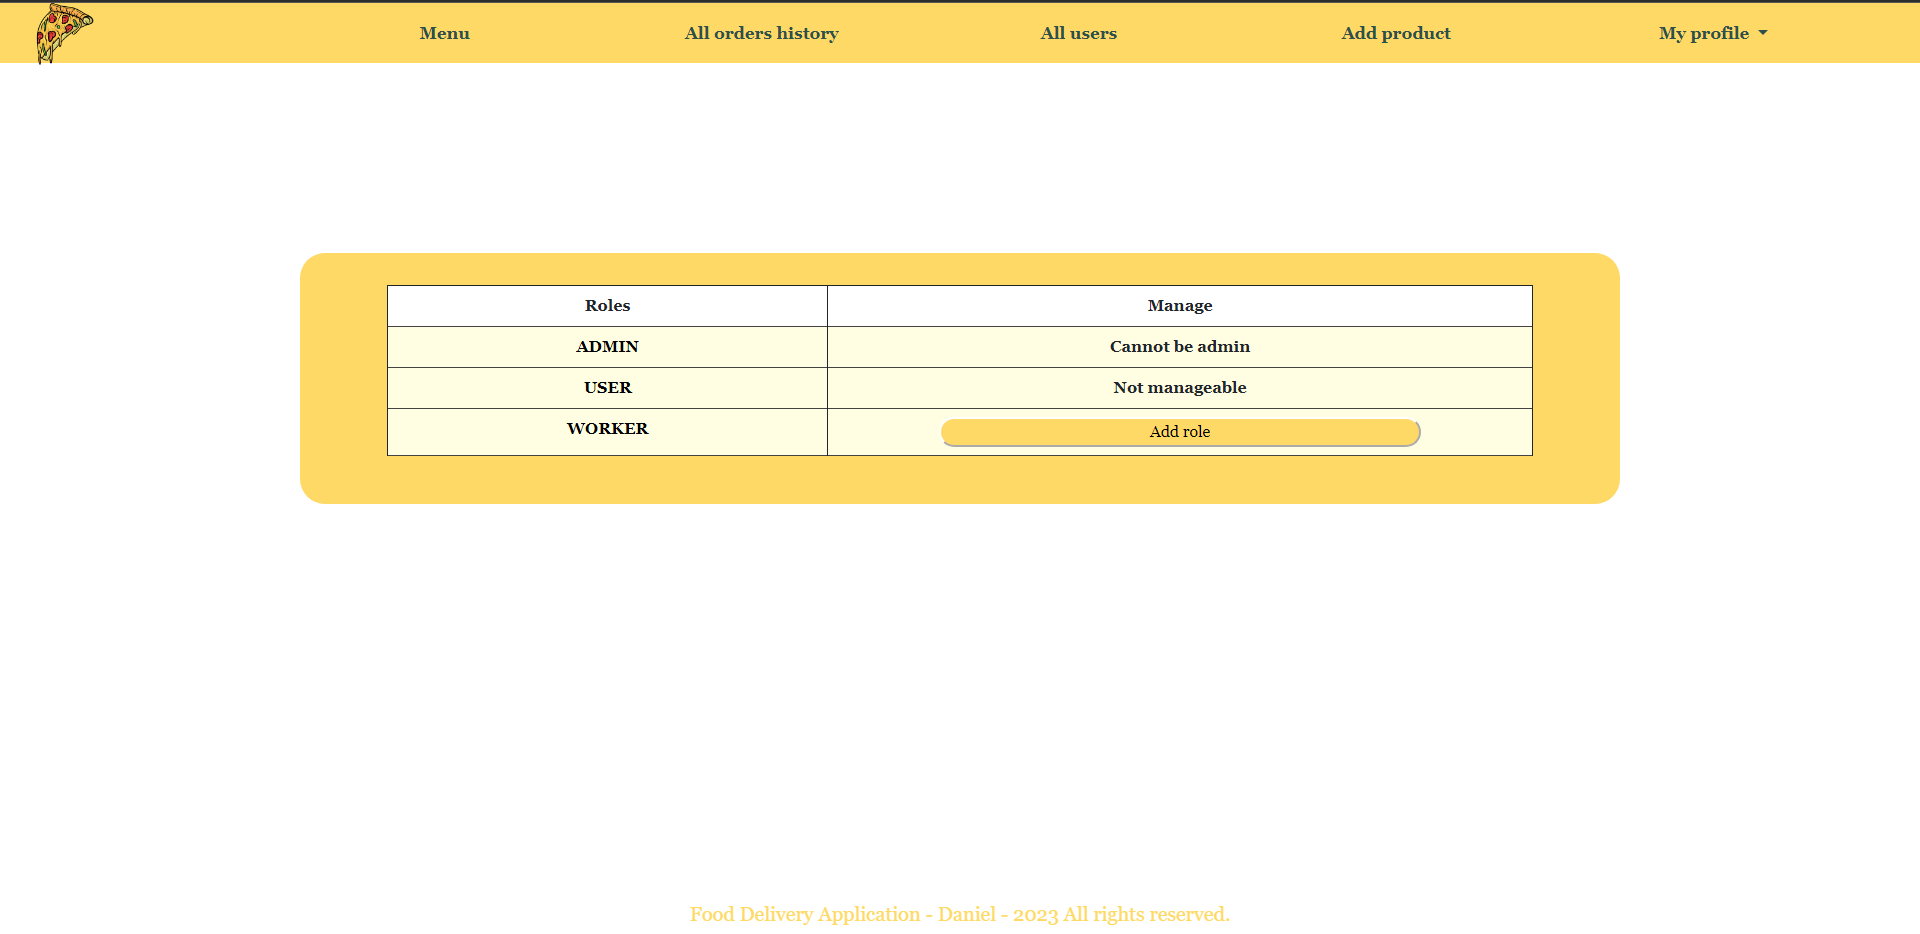 Menu All orders history All users Add product My profile
Roles Manage
ADMIN Cannot be admin
USER Not manageable
WORKER Add role
Food Delivery Application - Daniel - 2023 All rights reserved.